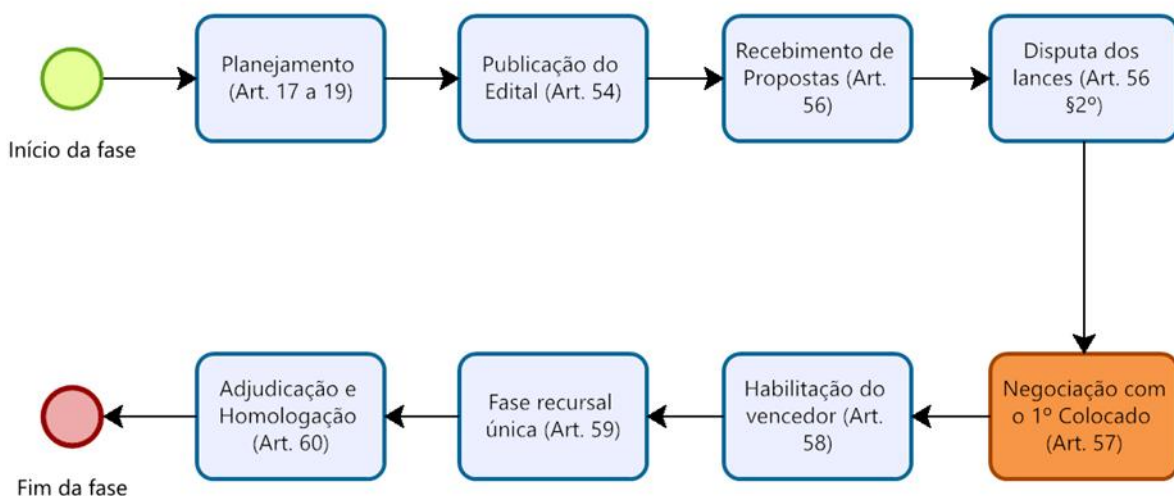 Início da fase
Planejamento
(Art. 17 a 19)
Publicação do
Edital (Art. 54)
Recebimento de
Propostas (Art.
56)
Disputa dos
lances (Art. 56
§2º)
Negociação com
o 1º Colocado
(Art. 57)
Habilitação do
vencedor (Art.
58)
Fase recursal
única (Art. 59)
Adjudicação e
Homologação
(Art. 60)
Fim da fase